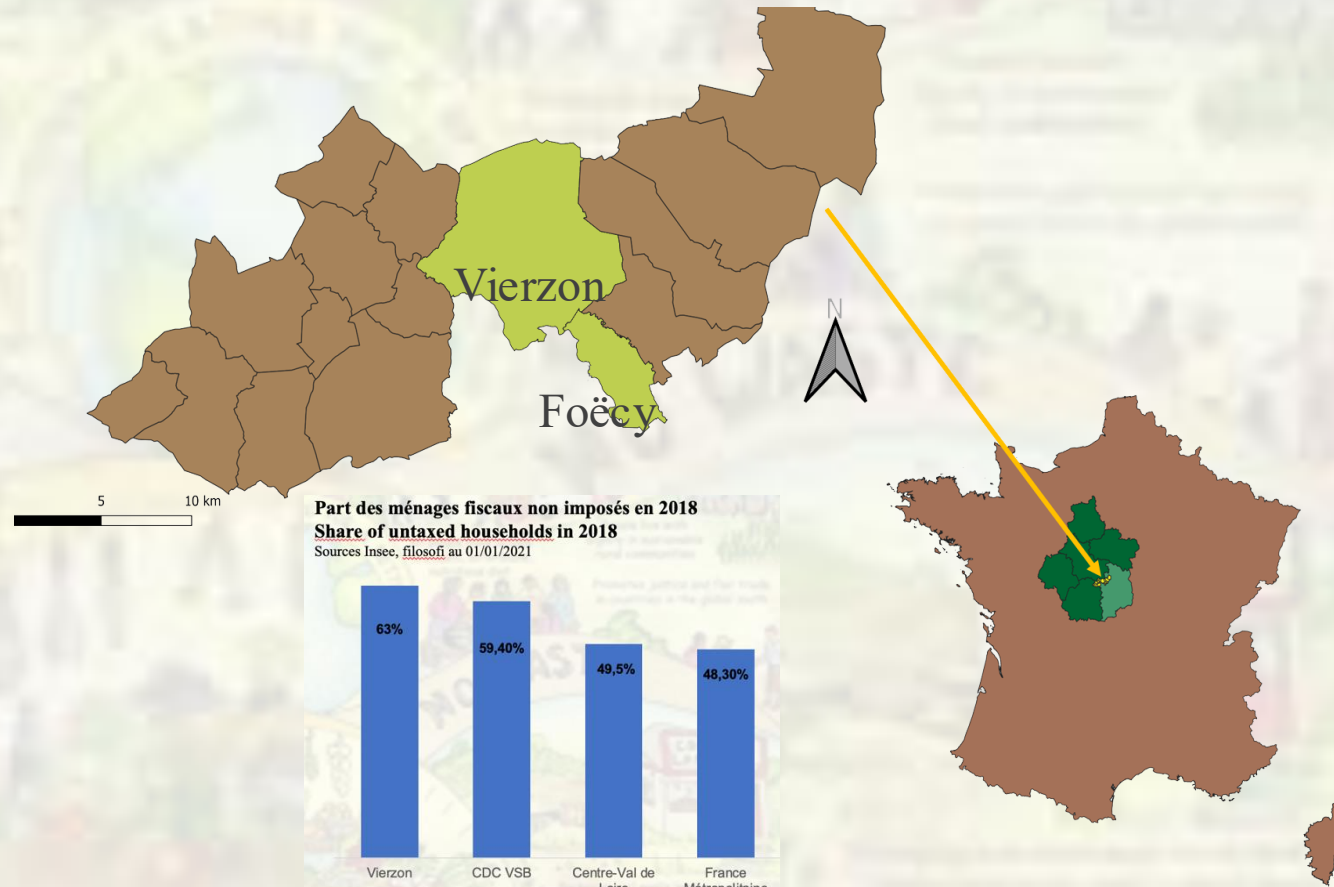 Vierzon
N
Foëcy
5
10 km
Part des ménages fiscaux non imposés en 2018
Share of untaxed households in 2018
Sources Insee, filosofi au 01/01/2021
63%
59,40%
49,5%
48,30%
Vierzon
CDC VSB
Centre-Val de
Loire
France
Métropolitaine